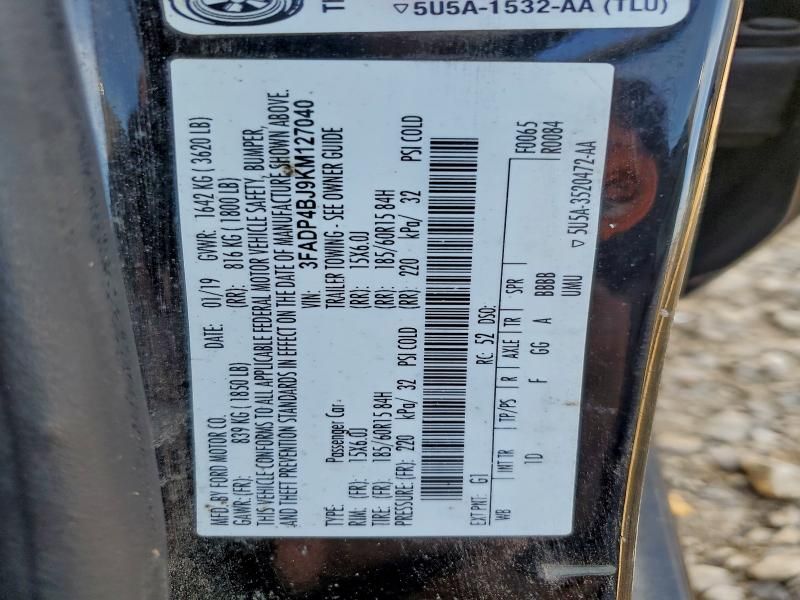 5U5A-1532-AA (TLU)
MFD. BY FORD MOTOR CO. DATE: 01/19 GVWR: 1642 KG ( 3620 LB)
GAWR: (FR): 839 KG ( 1850 LB) (RR): 816 KG ( 1800 LB)
THIS VEHICLE CONFORMS TO ALL APPLICABLE FEDERAL MOTOR VEHICLE SAFETY, BUMPER,
AND THEFT PREVENTION STANDARDS IN EFFECT ON THE DATE OF MANUFACTURE SHOWN ABOVE.
VIN: 3FADP4BJ9KM127040
Passenger Car: TRAILER TOWING - SEE OWNER GUIDE
RIM: (FR): 15X6.0J (RR): 15X6.0J
TIRE (FR): 185/60R15 84H (RR): 185/60R15 84H
PRESSURE (FR): 220 kPa/ 32 PSI COLD (RR): 220 kPa/ 32 PSI COLD
EXT PNT: G1 RC: 52 DSO: F0065
WB INT TR TP/PS R AXLE TR SPR R0084
1D F GG A BBBB
UMU
5U5A-3520472-AA